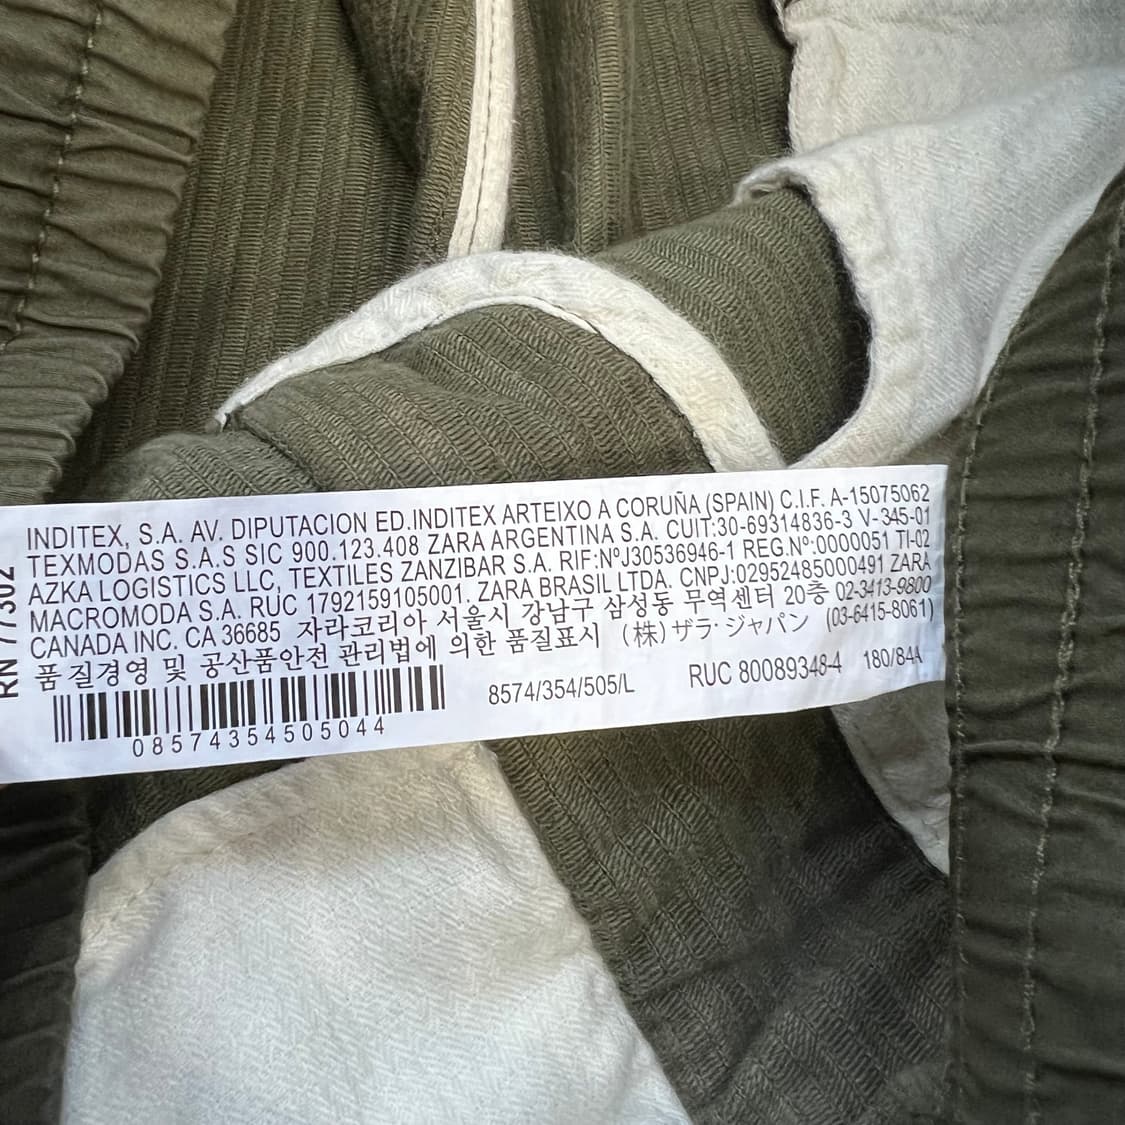 RN 77302
INDITEX, S.A. AV. DIPUTACION ED.INDITEX ARTEIXO A CORUÑA (SPAIN) C.I.F. A-15075062
TEXMODAS S.A.S SIC 900.123.408 ZARA ARGENTINA S.A. CUIT:30-69314836-3 V-345-01
AZKA LOGISTICS LLC, TEXTILES ZANZIBAR S.A. RIF:NºJ30536946-1 REG.Nº:0000051 TI-02
MACROMODA S.A. RUC 1792159105001. ZARA BRASIL LTDA. CNPJ:02952485000491 ZARA
CANADA INC. CA 36685 자라코리아 서울시 강남구 삼성동 무역센터 20층 02-3413-9800
품질경영 및 공산품안전 관리법에 의한 품질표시 (株)ザラ·ジャパン (03-6415-8061)
8574/354/505/L RUC 80089348-4 180/84A
08574354505044